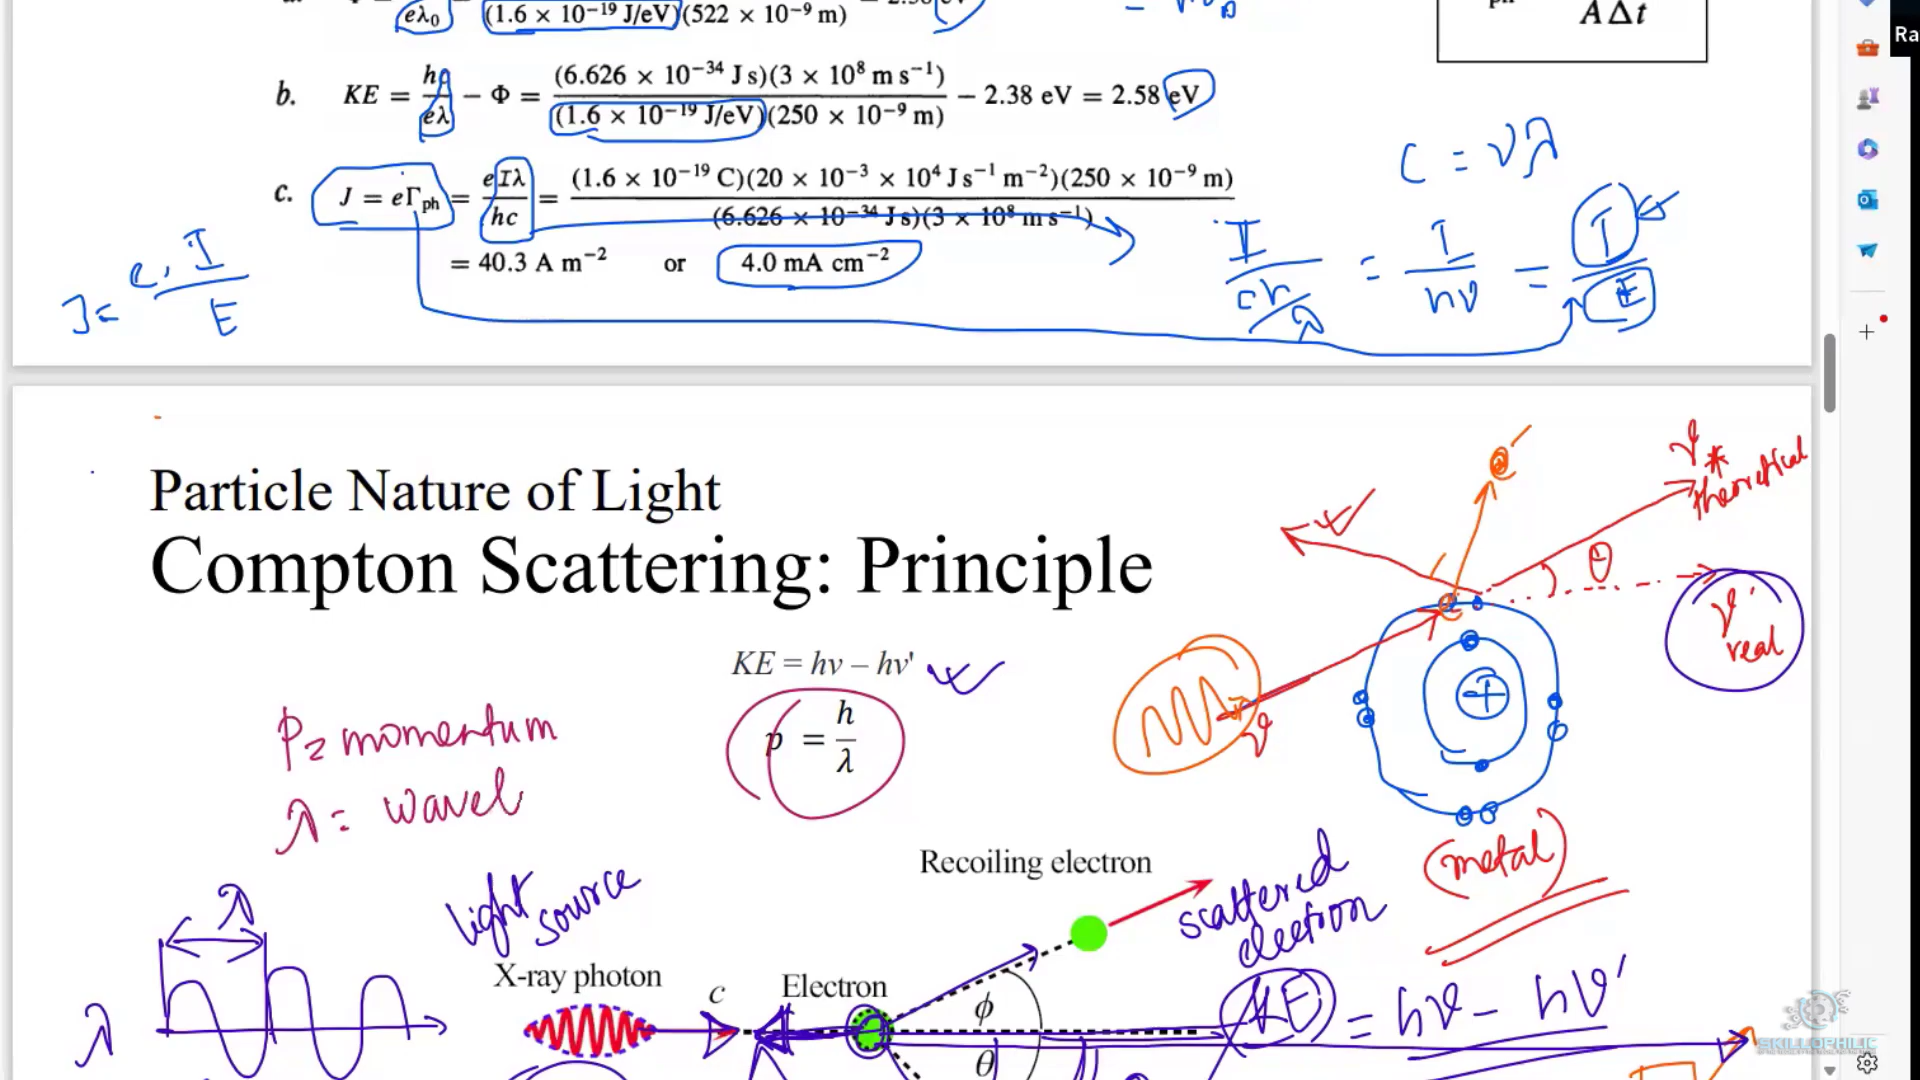 eλ₀ (1.6 × 10⁻¹⁹ J/eV)(522 × 10⁻⁹ m)
A Δt
Ra
b. KE = hc/eλ − Φ = (6.626 × 10⁻³⁴ J s)(3 × 10⁸ m s⁻¹)/(1.6 × 10⁻¹⁹ J/eV)(250 × 10⁻⁹ m) − 2.38 eV = 2.58 eV
C = νλ
c. J = eΓph = eIλ/hc = (1.6 × 10⁻¹⁹ C)(20 × 10⁻³ × 10⁴ J s⁻¹ m⁻²)(250 × 10⁻⁹ m)/(6.626 × 10⁻³⁴ J s)(3 × 10⁸ m s⁻¹)
= 40.3 A m⁻² or 4.0 mA cm⁻²
J = e.I/E
I/ch/λ = I/hν = I/E
Particle Nature of Light
Compton Scattering: Principle
theoretical
θ
ν' real
ν
KE = hν – hν'
p = h/λ
P = momentum
λ = wavel
(metal)
Recoiling electron
scattered electron
light source
λ
X-ray photon
c
Electron
ϕ
KE = hν - hν'
λ
θ
SKILLOPHILIC